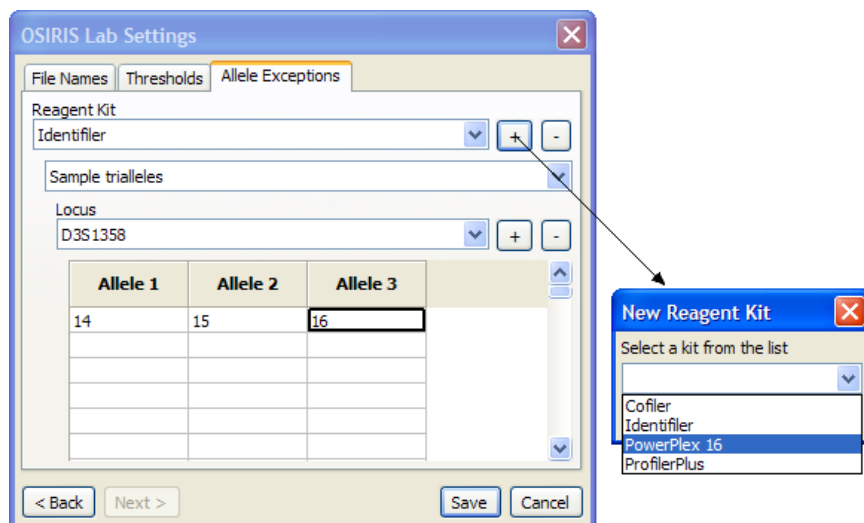 OSIRIS Lab Settings
File Names Thresholds Allele Exceptions
Reagent Kit
Identifiler + -
Sample trialleles
Locus
D3S1358 + -
Allele 1 Allele 2 Allele 3
14 15 16
< Back Next > Save Cancel
New Reagent Kit
Select a kit from the list
Cofiler
Identifiler
PowerPlex 16
ProfilerPlus